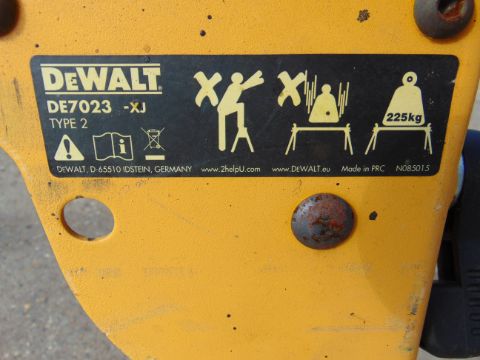 DEWALT
DE7023 -XJ
TYPE 2
225kg
DEWALT, D-65510 IDSTEIN, GERMANY www.2helpU.com www.DEWALT.eu Made in PRC N085015